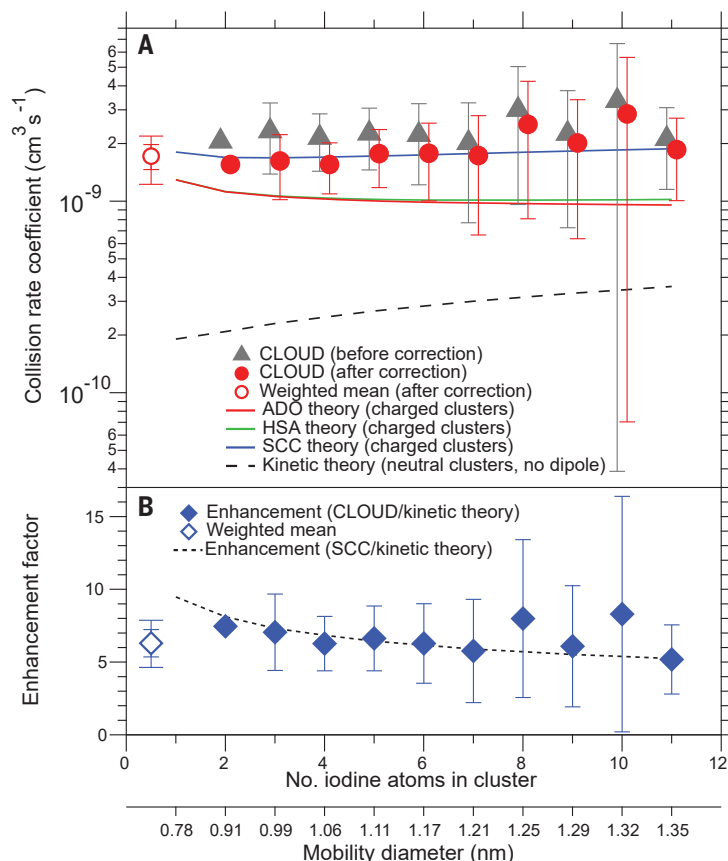 A
6
5
4
3
2
10-9
6
5
4
3
2
10-10
6
5
4
3
Collision rate coefficient (cm3 s-1)
CLOUD (before correction)
CLOUD (after correction)
Weighted mean (after correction)
ADO theory (charged clusters)
HSA theory (charged clusters)
SCC theory (charged clusters)
Kinetic theory (neutral clusters, no dipole)
B
15
10
5
0
Enhancement factor
Enhancement (CLOUD/kinetic theory)
Weighted mean
Enhancement (SCC/kinetic theory)
0 2 4 6 8 10 12
No. iodine atoms in cluster
0.78 0.91 0.99 1.06 1.11 1.17 1.21 1.25 1.29 1.32 1.35
Mobility diameter (nm)